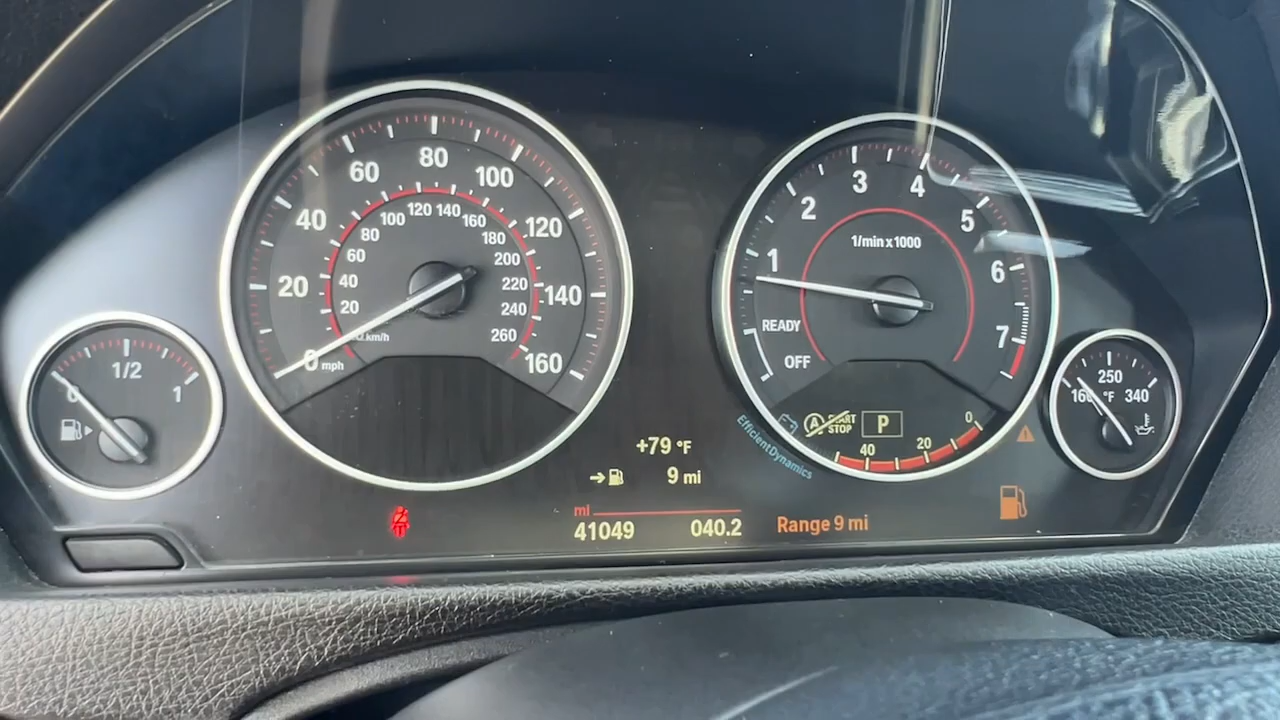 20
40
60
80
100
120
140
160
0 mph
20
40
60
80
100
120
140
160
180
200
220
240
260
km/h
1/2
1
1
2
3
4
5
6
7
1/min x 1000
READY
OFF
A START
STOP
P
40
20
0
EfficientDynamics
250
340
°F
+79 °F
9 mi
mi
41049
040.2
Range 9 mi